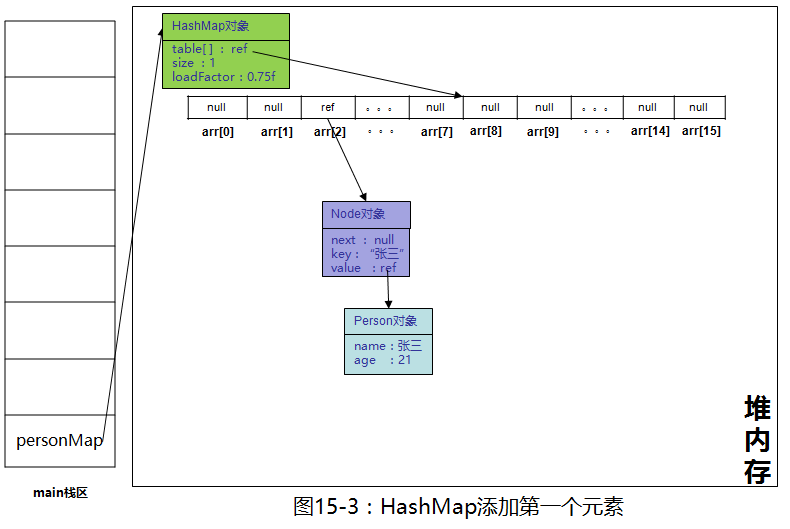 HashMap对象
table[ ] : ref
size : 1
loadFactor : 0.75f
null null ref 。。。 null null null 。。。 null null
arr[0] arr[1] arr[2] 。。。 arr[7] arr[8] arr[9] 。。。 arr[14] arr[15]
Node对象
next : null
key : “张三”
value : ref
Person对象
name : 张三
age : 21
personMap
main栈区
堆内存
图15-3：HashMap添加第一个元素